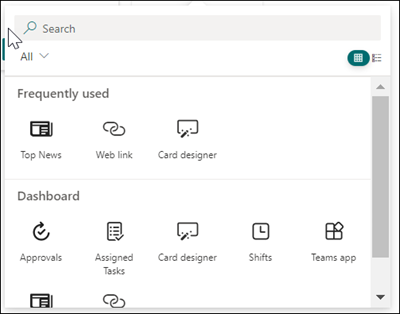 Search
All
Frequently used
Top News Web link Card designer
Dashboard
Approvals Assigned Tasks Card designer Shifts Teams app